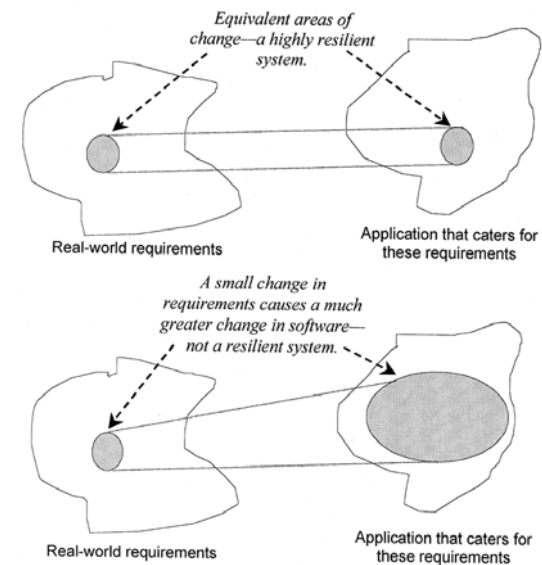 Equivalent areas of
change—a highly resilient
system.
Real-world requirements
Application that caters for
these requirements
A small change in
requirements causes a much
greater change in software—
not a resilient system.
Real-world requirements
Application that caters for
these requirements